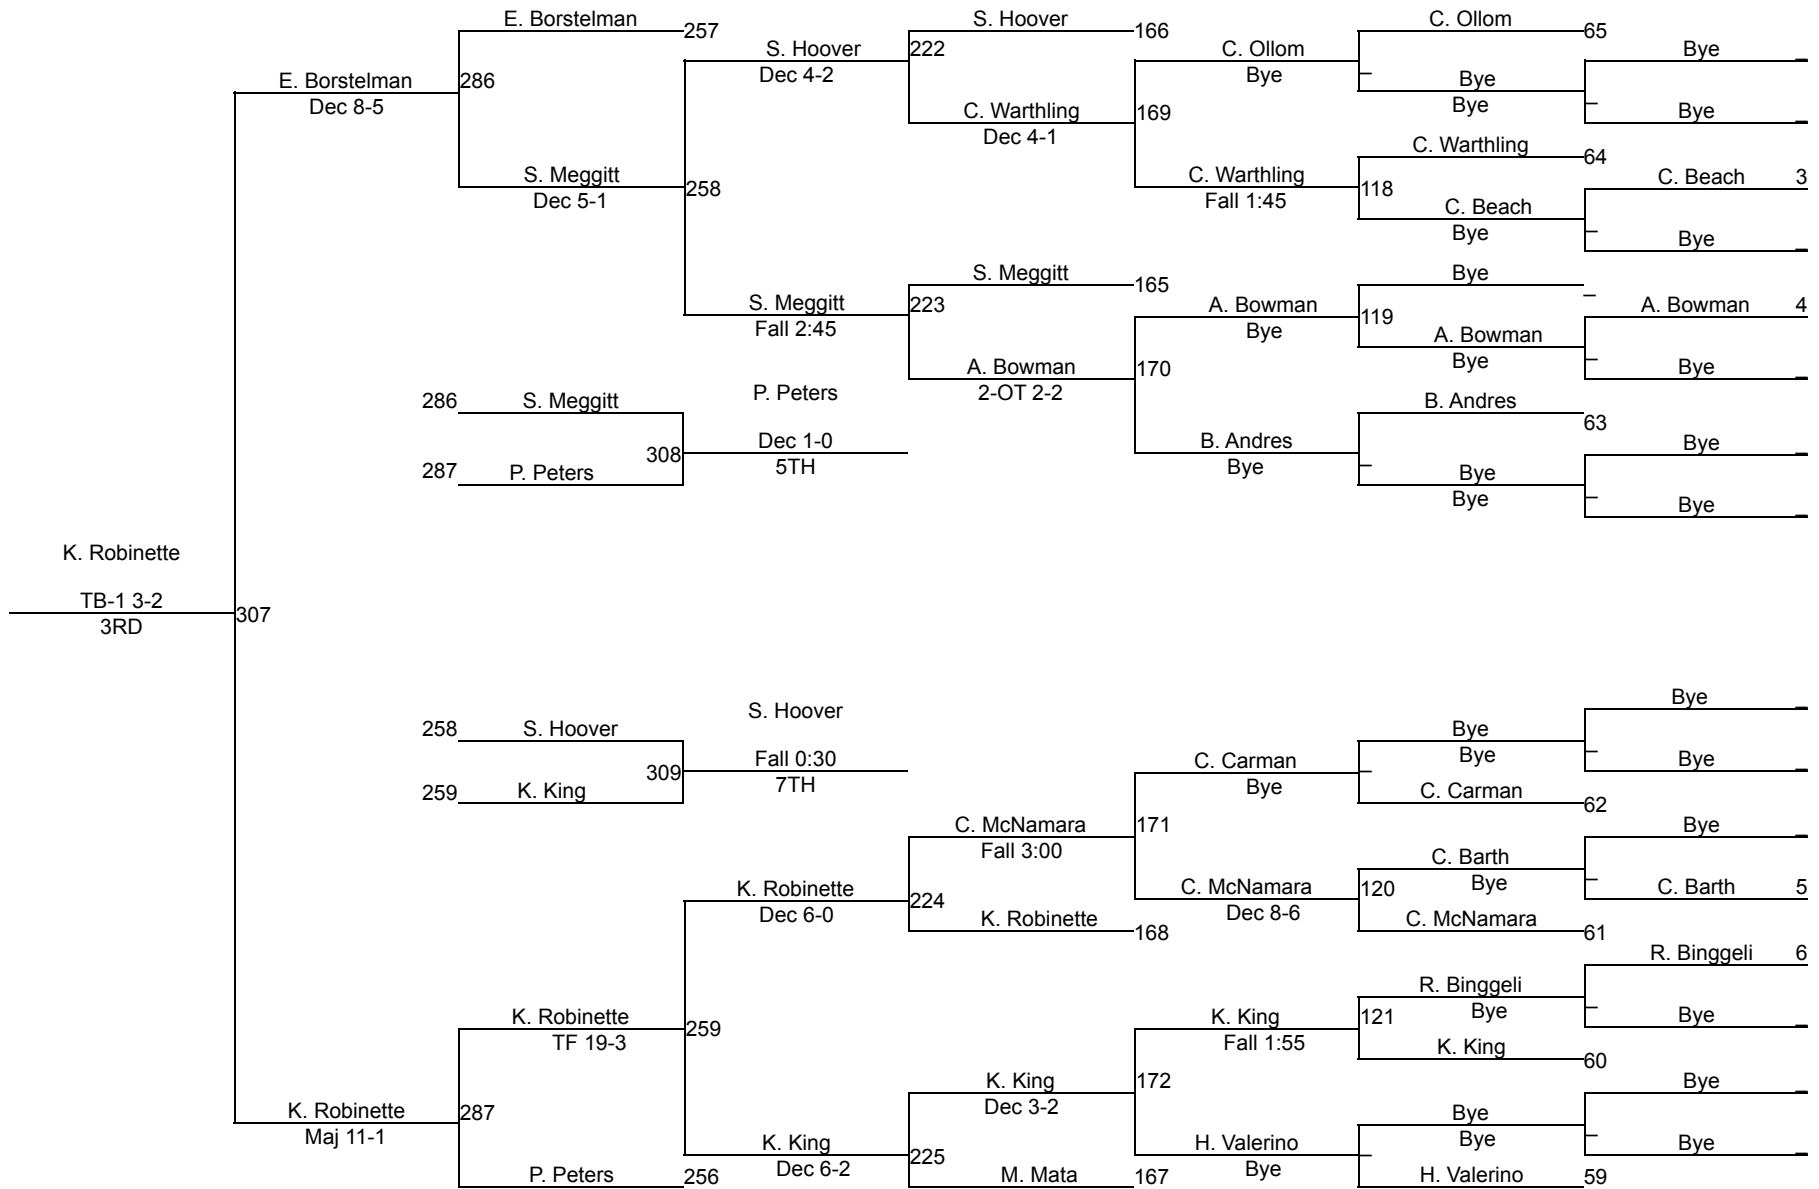 E. Borstelman
257
S. Hoover
166
C. Ollom
65
S. Hoover
Dec 4-2
222
C. Ollom
Bye
Bye
E. Borstelman
Dec 8-5
286
Bye
Bye
Bye
C. Warthling
Dec 4-1
169
C. Warthling
64
S. Meggitt
Dec 5-1
258
C. Warthling
Fall 1:45
118
C. Beach 3
C. Beach
Bye
Bye
S. Meggitt
165
Bye
S. Meggitt
Fall 2:45
223
A. Bowman
Bye
119
A. Bowman 4
A. Bowman
Bye
A. Bowman
2-OT 2-2
170
Bye
286 S. Meggitt
P. Peters
B. Andres
63
308
Dec 1-0
5TH
B. Andres
Bye
Bye
287 P. Peters
Bye
Bye
Bye
K. Robinette
TB-1 3-2
3RD
307
Bye
258 S. Hoover
S. Hoover
Bye
Bye
309
Fall 0:30
7TH
C. Carman
Bye
Bye
259 K. King
C. Carman
62
C. McNamara
Fall 3:00
171
Bye
C. Barth
Bye
K. Robinette
Dec 6-0
224
C. McNamara
Dec 8-6
120
C. Barth 5
K. Robinette
168
C. McNamara
61
R. Binggeli 6
R. Binggeli
Bye
K. Robinette
TF 19-3
259
K. King
Fall 1:55
121
Bye
K. King
60
K. King
Dec 3-2
172
Bye
K. Robinette
Maj 11-1
287
Bye
Bye
K. King
Dec 6-2
225
H. Valerino
Bye
Bye
P. Peters
256
M. Mata
167
H. Valerino
59